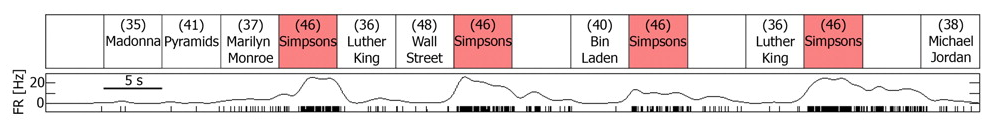 (35)
Madonna
(41)
Pyramids
(37)
Marilyn
Monroe
(46)
Simpsons
(36)
Luther
King
(48)
Wall
Street
(46)
Simpsons
(40)
Bin
Laden
(46)
Simpsons
(36)
Luther
King
(46)
Simpsons
(38)
Michael
Jordan
FR [Hz]
20
0
5 s